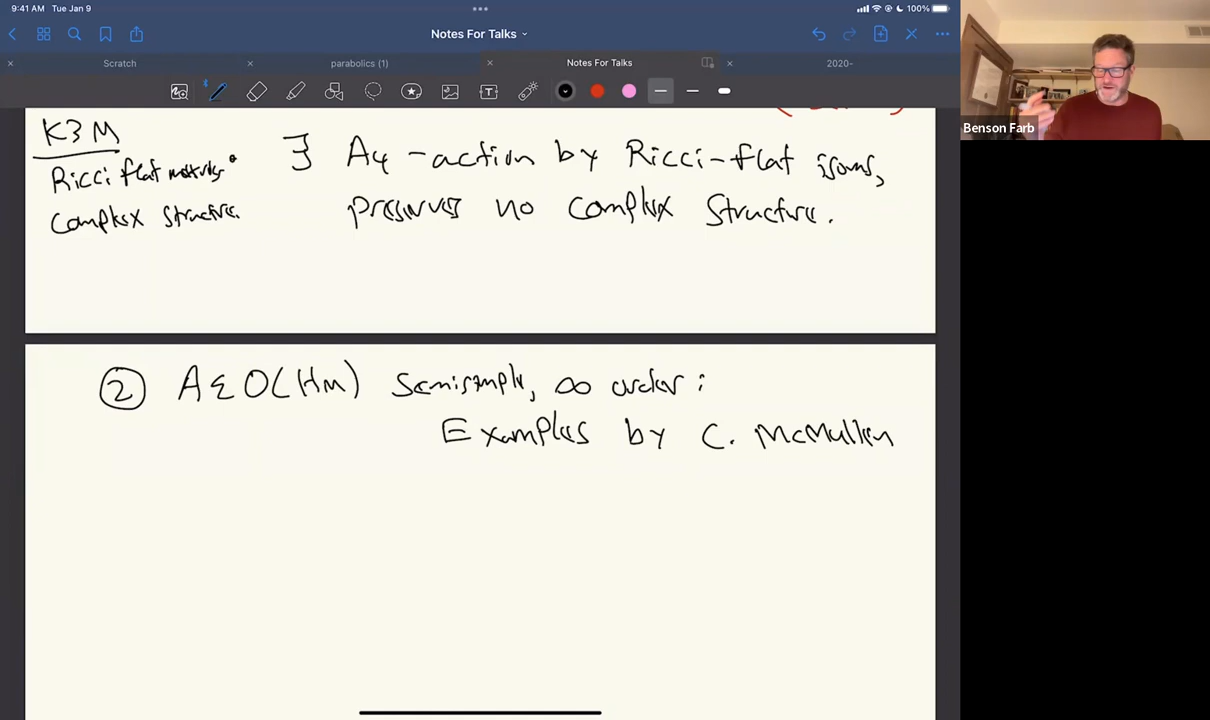 9:41 AM Tue Jan 9
100%
Notes For Talks
Scratch
parabolics (1)
Notes For Talks
2020-
Benson Farb
K3 M
Ricci flat
Complex Structure
∃ A4-action by Ricci-flat isoms,
preserves no complex structure.
② A ∈ O(HM) Semisimple, ∞ order:
Examples by C. McMullen